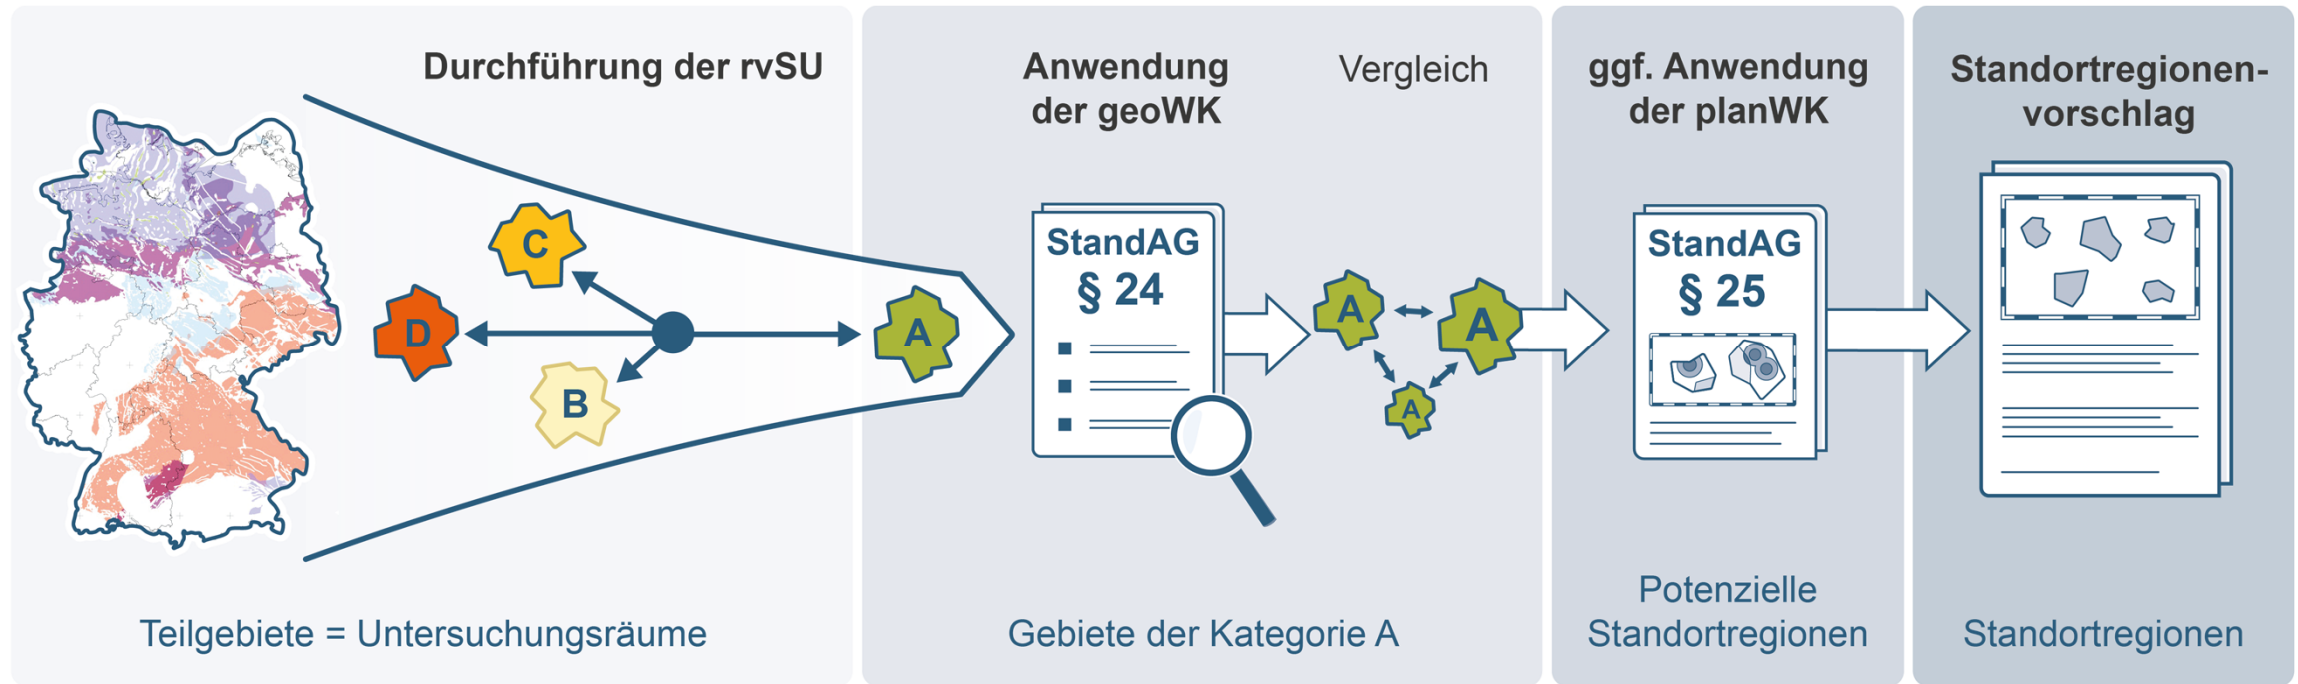 Durchführung der rvSU
C
D
B
A
Teilgebiete = Untersuchungsräume
Anwendung
der geoWK
Vergleich
StandAG
§ 24
A
A
A
Gebiete der Kategorie A
ggf. Anwendung
der planWK
StandAG
§ 25
Potenzielle
Standortregionen
Standortregionen-
vorschlag
Standortregionen